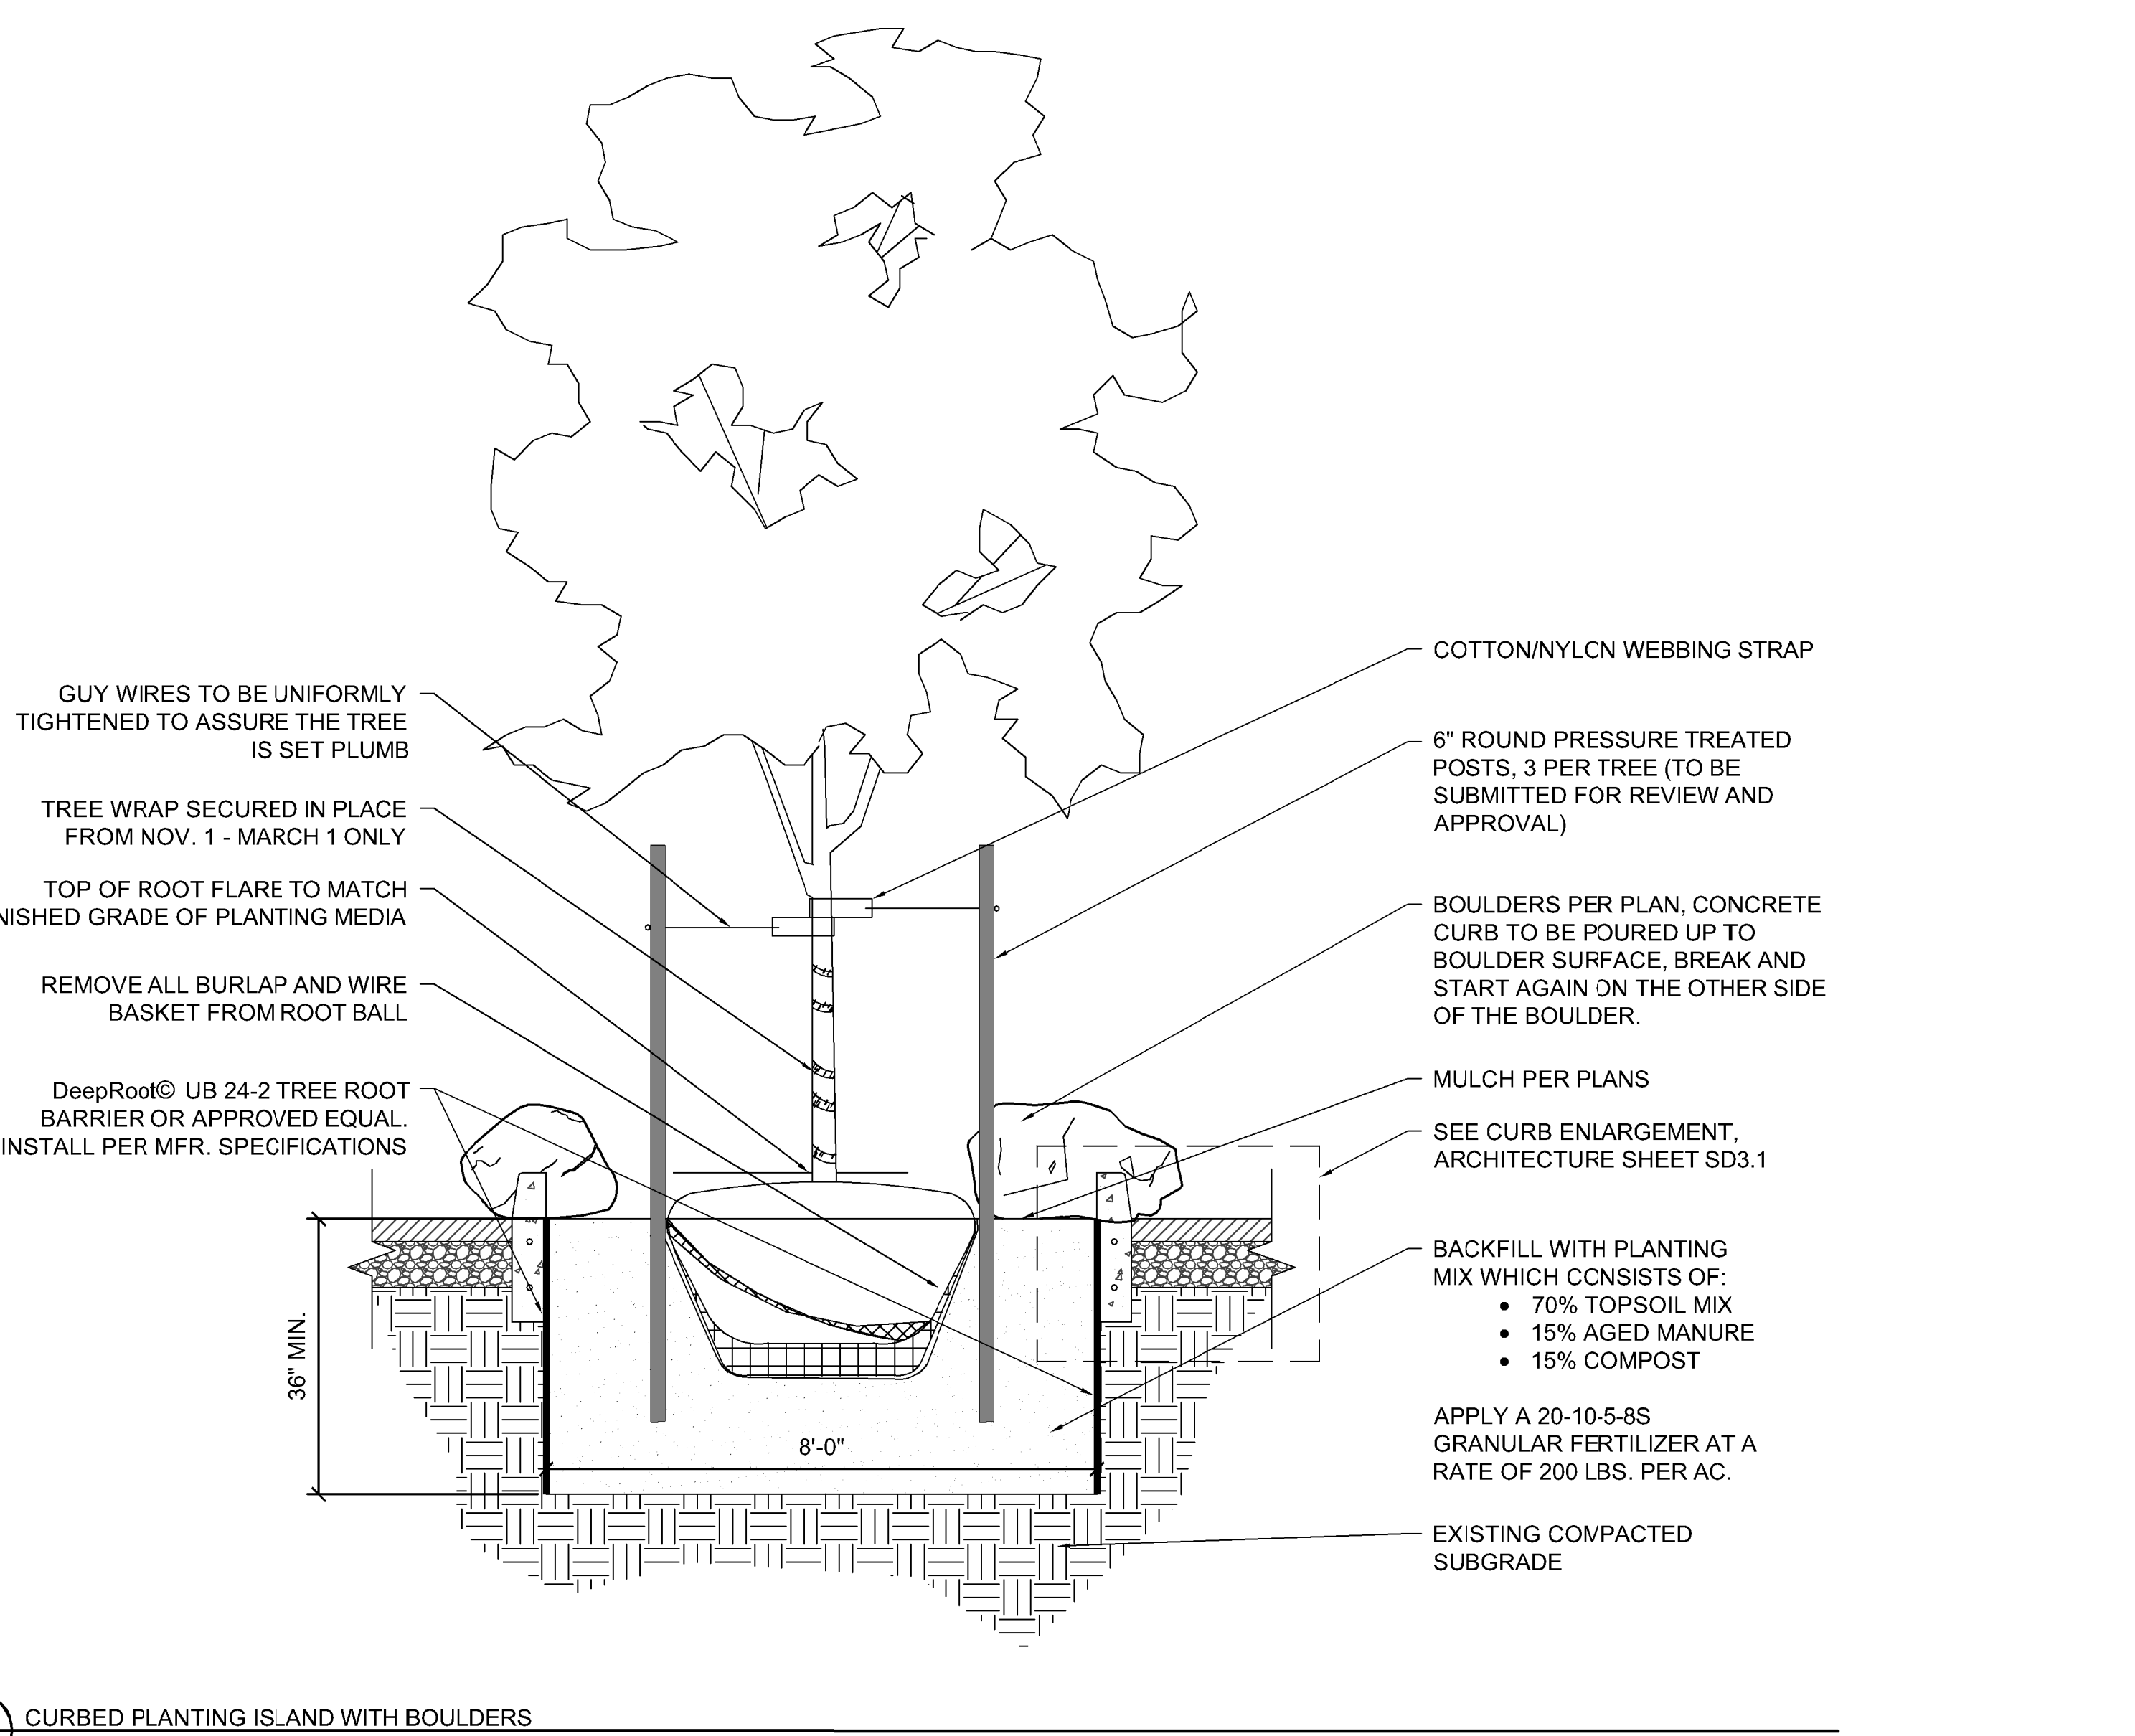 GUY WIRES TO BE UNIFORMLY
TIGHTENED TO ASSURE THE TREE
IS SET PLUMB
TREE WRAP SECURED IN PLACE
FROM NOV. 1 - MARCH 1 ONLY
TOP OF ROOT FLARE TO MATCH
NISHED GRADE OF PLANTING MEDIA
REMOVE ALL BURLAP AND WIRE
BASKET FROM ROOT BALL
DeepRoot© UB 24-2 TREE ROOT
BARRIER OR APPROVED EQUAL.
INSTALL PER MFR. SPECIFICATIONS
36" MIN.
8'-0"
COTTON/NYLON WEBBING STRAP
6" ROUND PRESSURE TREATED
POSTS, 3 PER TREE (TO BE
SUBMITTED FOR REVIEW AND
APPROVAL)
BOULDERS PER PLAN, CONCRETE
CURB TO BE POURED UP TO
BOULDER SURFACE, BREAK AND
START AGAIN ON THE OTHER SIDE
OF THE BOULDER.
MULCH PER PLANS
SEE CURB ENLARGEMENT,
ARCHITECTURE SHEET SD3.1
BACKFILL WITH PLANTING
MIX WHICH CONSISTS OF:
• 70% TOPSOIL MIX
• 15% AGED MANURE
• 15% COMPOST
APPLY A 20-10-5-8S
GRANULAR FERTILIZER AT A
RATE OF 200 LBS. PER AC.
EXISTING COMPACTED
SUBGRADE
CURBED PLANTING ISLAND WITH BOULDERS